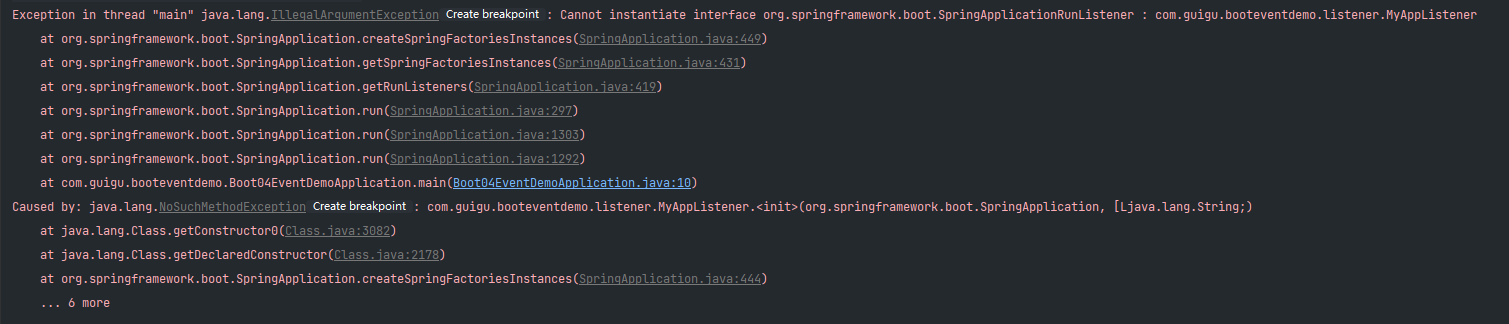 Exception in thread "main" java.lang.IllegalArgumentException Create breakpoint : Cannot instantiate interface org.springframework.boot.SpringApplicationRunListener : com.guigu.booteventdemo.listener.MyAppListener
at org.springframework.boot.SpringApplication.createSpringFactoriesInstances(SpringApplication.java:449)
at org.springframework.boot.SpringApplication.getSpringFactoriesInstances(SpringApplication.java:431)
at org.springframework.boot.SpringApplication.getRunListeners(SpringApplication.java:419)
at org.springframework.boot.SpringApplication.run(SpringApplication.java:297)
at org.springframework.boot.SpringApplication.run(SpringApplication.java:1303)
at org.springframework.boot.SpringApplication.run(SpringApplication.java:1292)
at com.guigu.booteventdemo.Boot04EventDemoApplication.main(Boot04EventDemoApplication.java:10)
Caused by: java.lang.NoSuchMethodException Create breakpoint : com.guigu.booteventdemo.listener.MyAppListener.<init>(org.springframework.boot.SpringApplication, [Ljava.lang.String;)
at java.lang.Class.getConstructor0(Class.java:3082)
at java.lang.Class.getDeclaredConstructor(Class.java:2178)
at org.springframework.boot.SpringApplication.createSpringFactoriesInstances(SpringApplication.java:444)
... 6 more